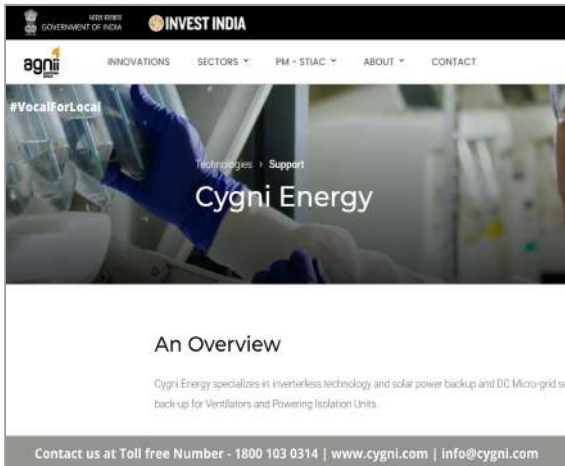 भारत सरकार
GOVERNMENT OF INDIA
INVEST INDIA
agnii
INNOVATIONS
SECTORS
PM - STIAC
ABOUT
CONTACT
#VocalForLocal
Technologies > Support
Cygni Energy
An Overview
Cygni Energy specializes in inverterless technology and solar power backup and DC Micro-grid
back-up for Ventilators and Powering Isolation Units.
Contact us at Toll free Number - 1800 103 0314 | www.cygni.com | info@cygni.com